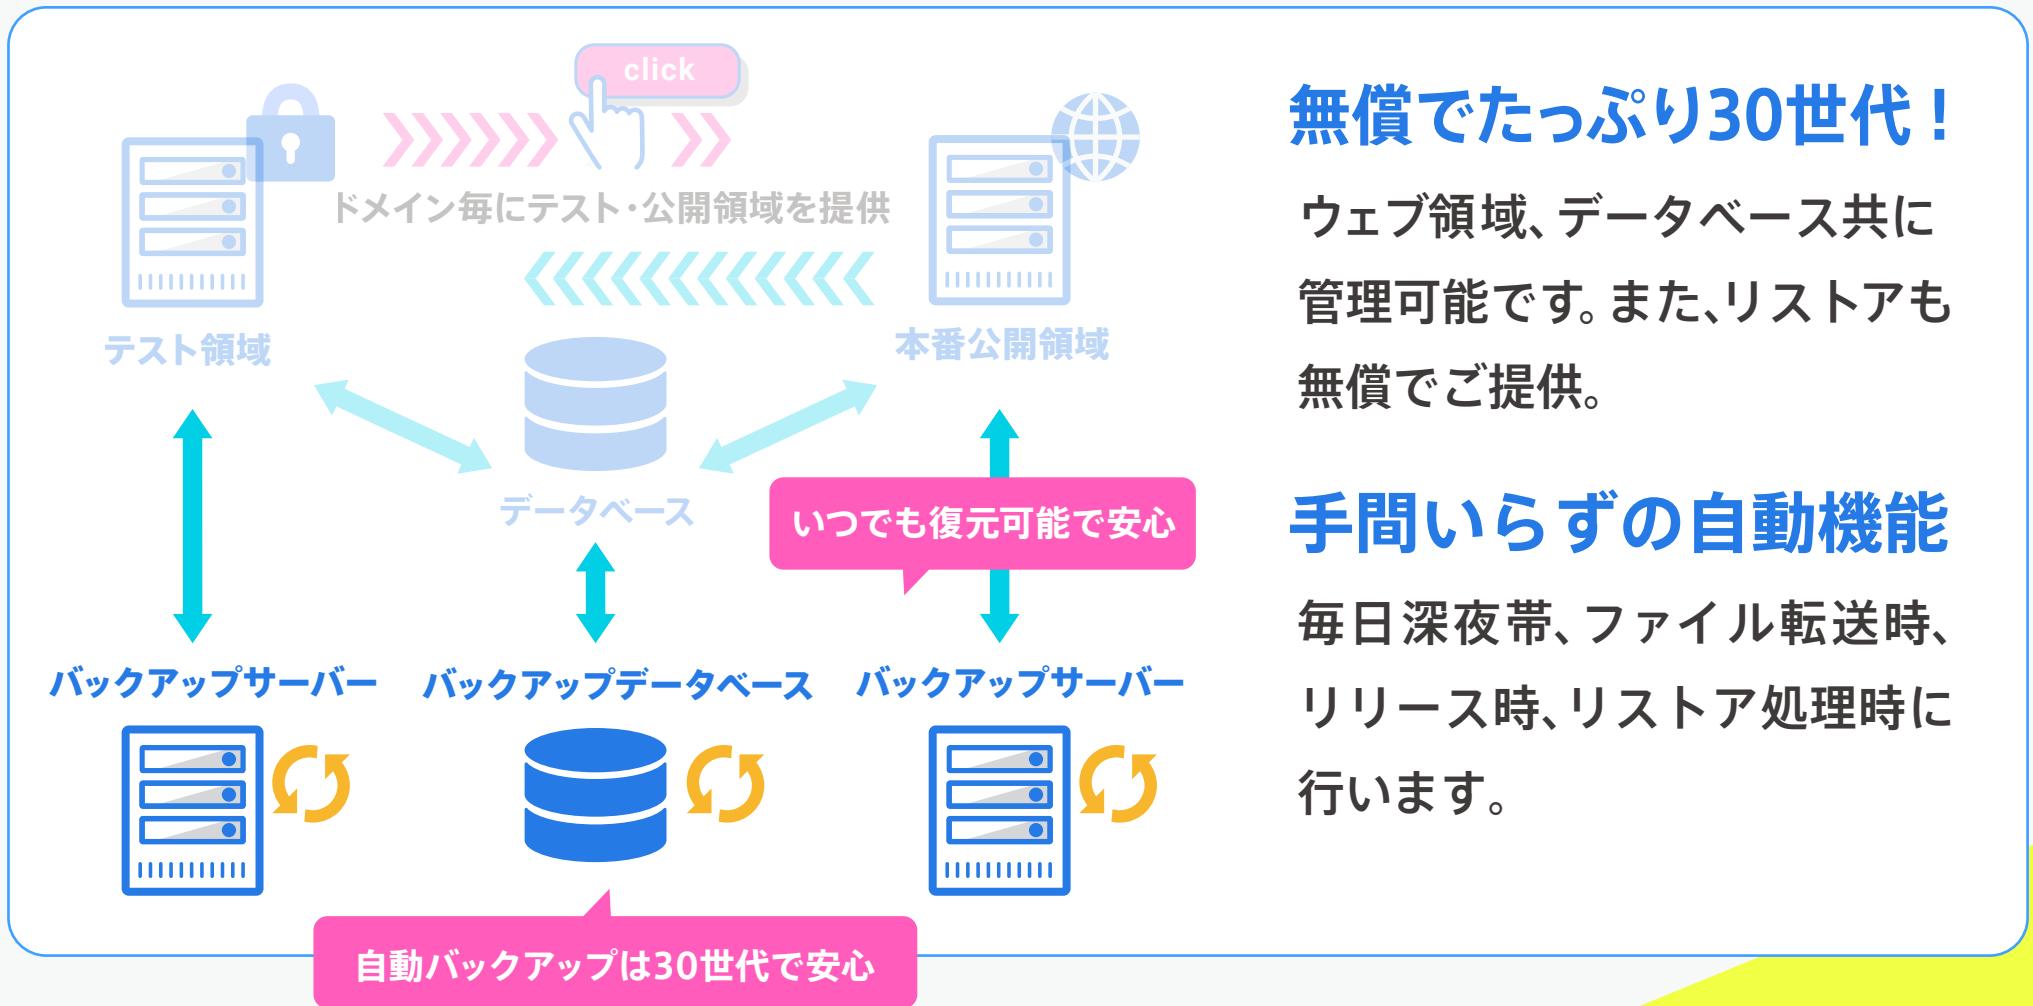 click
ドメイン毎にテスト・公開領域を提供
テスト領域
本番公開領域
データベース
いつでも復元可能で安心
バックアップサーバー
バックアップデータベース
バックアップサーバー
自動バックアップは30世代で安心
無償でたっぷり30世代！
ウェブ領域、データベース共に
管理可能です。また、リストアも
無償でご提供。
手間いらずの自動機能
毎日深夜帯、ファイル転送時、
リリース時、リストア処理時に
行います。